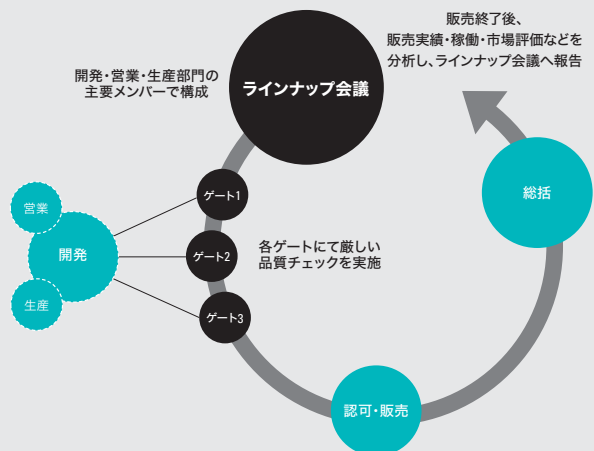 販売終了後、
販売実績・稼働・市場評価などを
分析し、ラインナップ会議へ報告
開発・営業・生産部門の
主要メンバーで構成
ラインナップ会議
ゲート1
総括
営業
開発
ゲート2
各ゲートにて厳しい
品質チェックを実施
生産
ゲート3
認可・販売